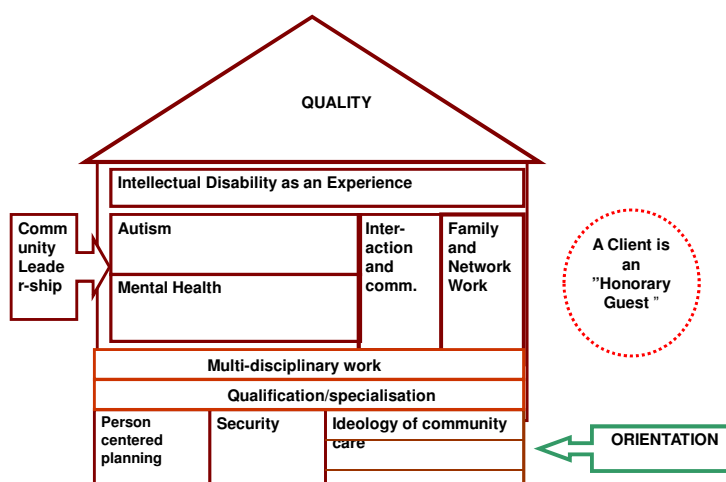 QUALITY
Intellectual Disability as an Experience
Comm
unity
Leade
r-ship
Autism
Mental Health
Inter-
action
and
comm.
Family
and
Network
Work
A Client is
an
”Honorary
Guest ”
Multi-disciplinary work
Qualification/specialisation
Person
centered
planning
Security
Ideology of community
care
ORIENTATION